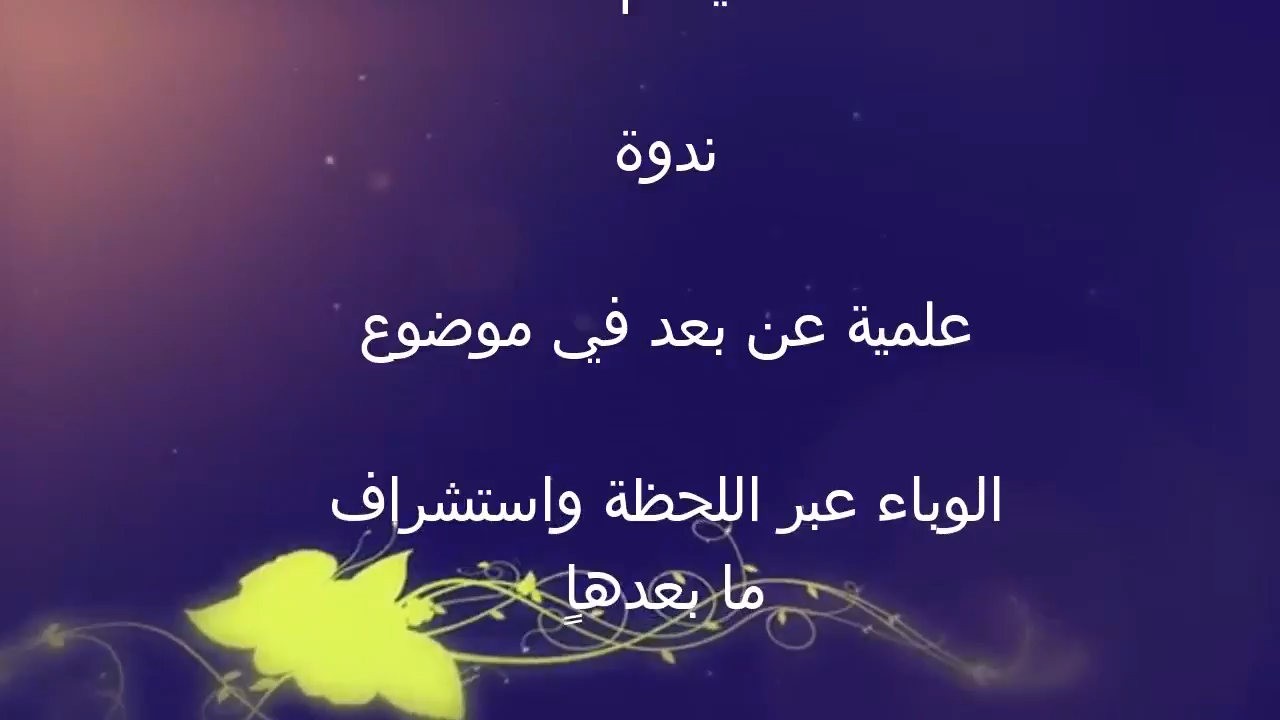 ندوة
علمية عن بعد في موضوع
الوباء عبر اللحظة واستشراف
ما بعدهاٍ